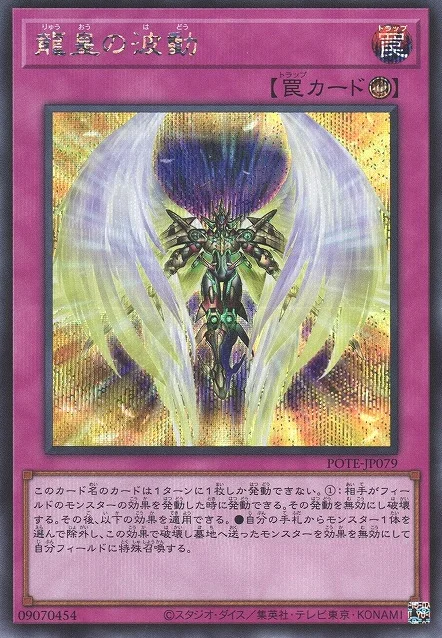 りゅう おう は どう
龍皇の波動
トラップ
罠
トラップ
【罠カード】
POTE-JP079
このカード名のカードは１ターンに１枚しか発動できない。①：相手がフィー
ルドのモンスターの効果を発動した時に発動できる。その発動を無効にし破壊
する。その後、以下の効果を適用できる。●自分の手札からモンスター１体を
選んで除外し、この効果で破壊し墓地へ送ったモンスターを効果を無効にして
自分フィールドに特殊召喚する。
09070454
©スタジオ・ダイス／集英社・テレビ東京・KONAMI